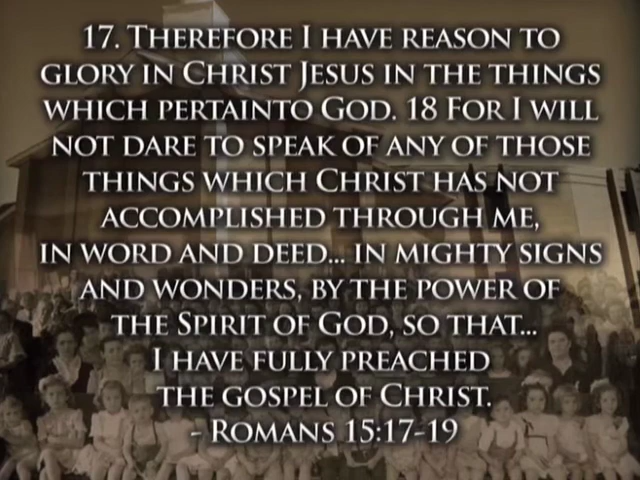 17. THEREFORE I HAVE REASON TO
GLORY IN CHRIST JESUS IN THE THINGS
WHICH PERTAINTO GOD. 18 FOR I WILL
NOT DARE TO SPEAK OF ANY OF THOSE
THINGS WHICH CHRIST HAS NOT
ACCOMPLISHED THROUGH ME,
IN WORD AND DEED... IN MIGHTY SIGNS
AND WONDERS, BY THE POWER OF
THE SPIRIT OF GOD, SO THAT...
I HAVE FULLY PREACHED
THE GOSPEL OF CHRIST.
- ROMANS 15:17-19